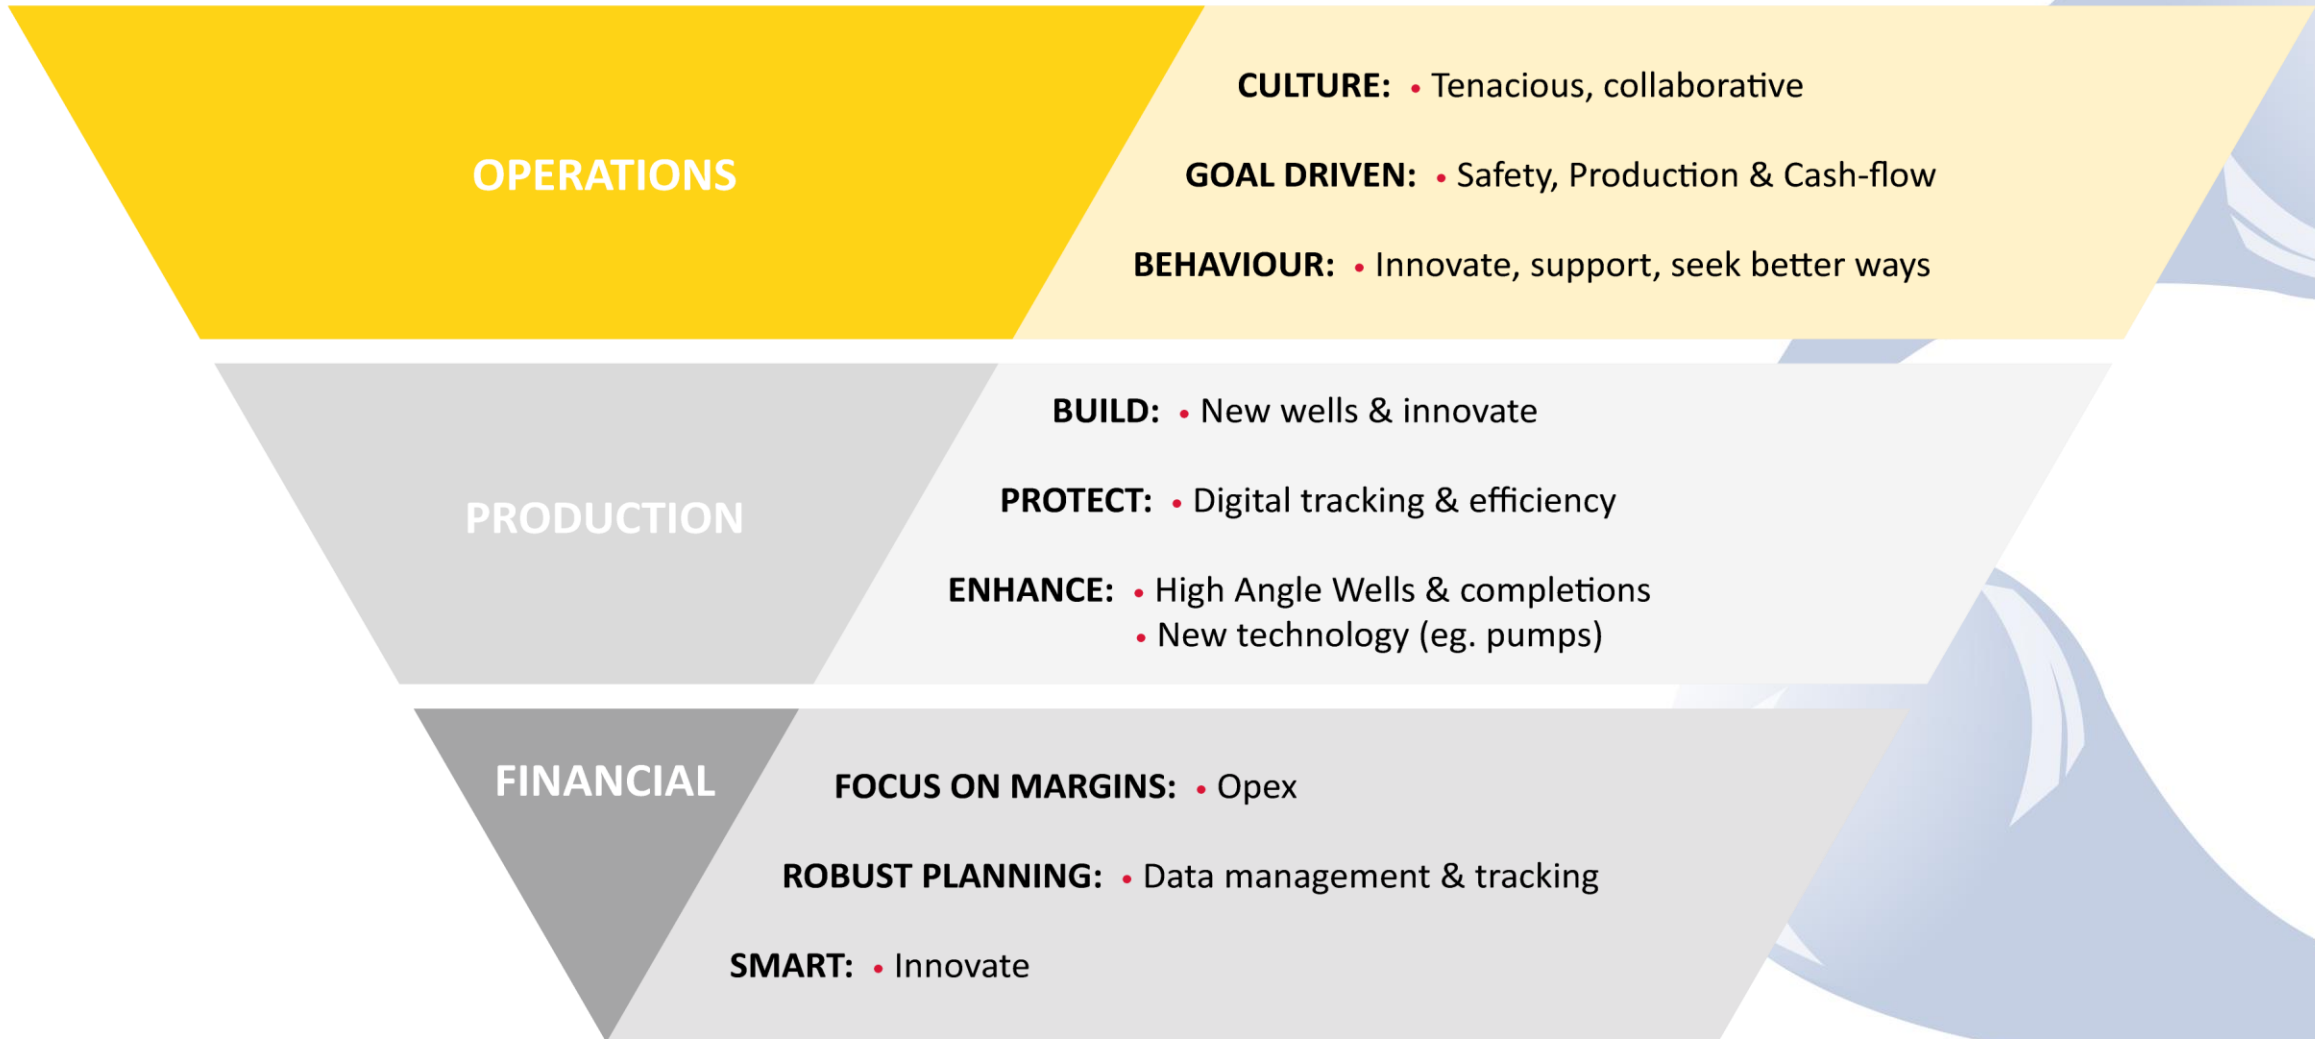 OPERATIONS
CULTURE: • Tenacious, collaborative
GOAL DRIVEN: • Safety, Production & Cash-flow
BEHAVIOUR: • Innovate, support, seek better ways
PRODUCTION
BUILD: • New wells & innovate
PROTECT: • Digital tracking & efficiency
ENHANCE: • High Angle Wells & completions
• New technology (eg. pumps)
FINANCIAL
FOCUS ON MARGINS: • Opex
ROBUST PLANNING: • Data management & tracking
SMART: • Innovate